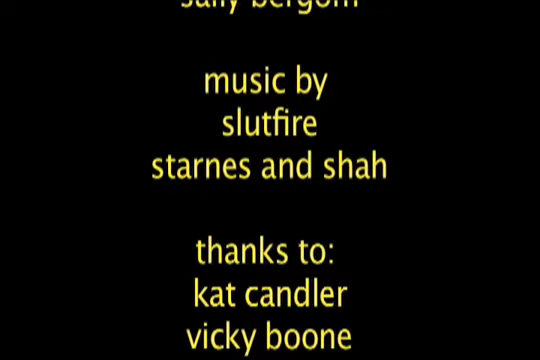 music by
slutfire
starnes and shah
thanks to:
kat candler
vicky boone